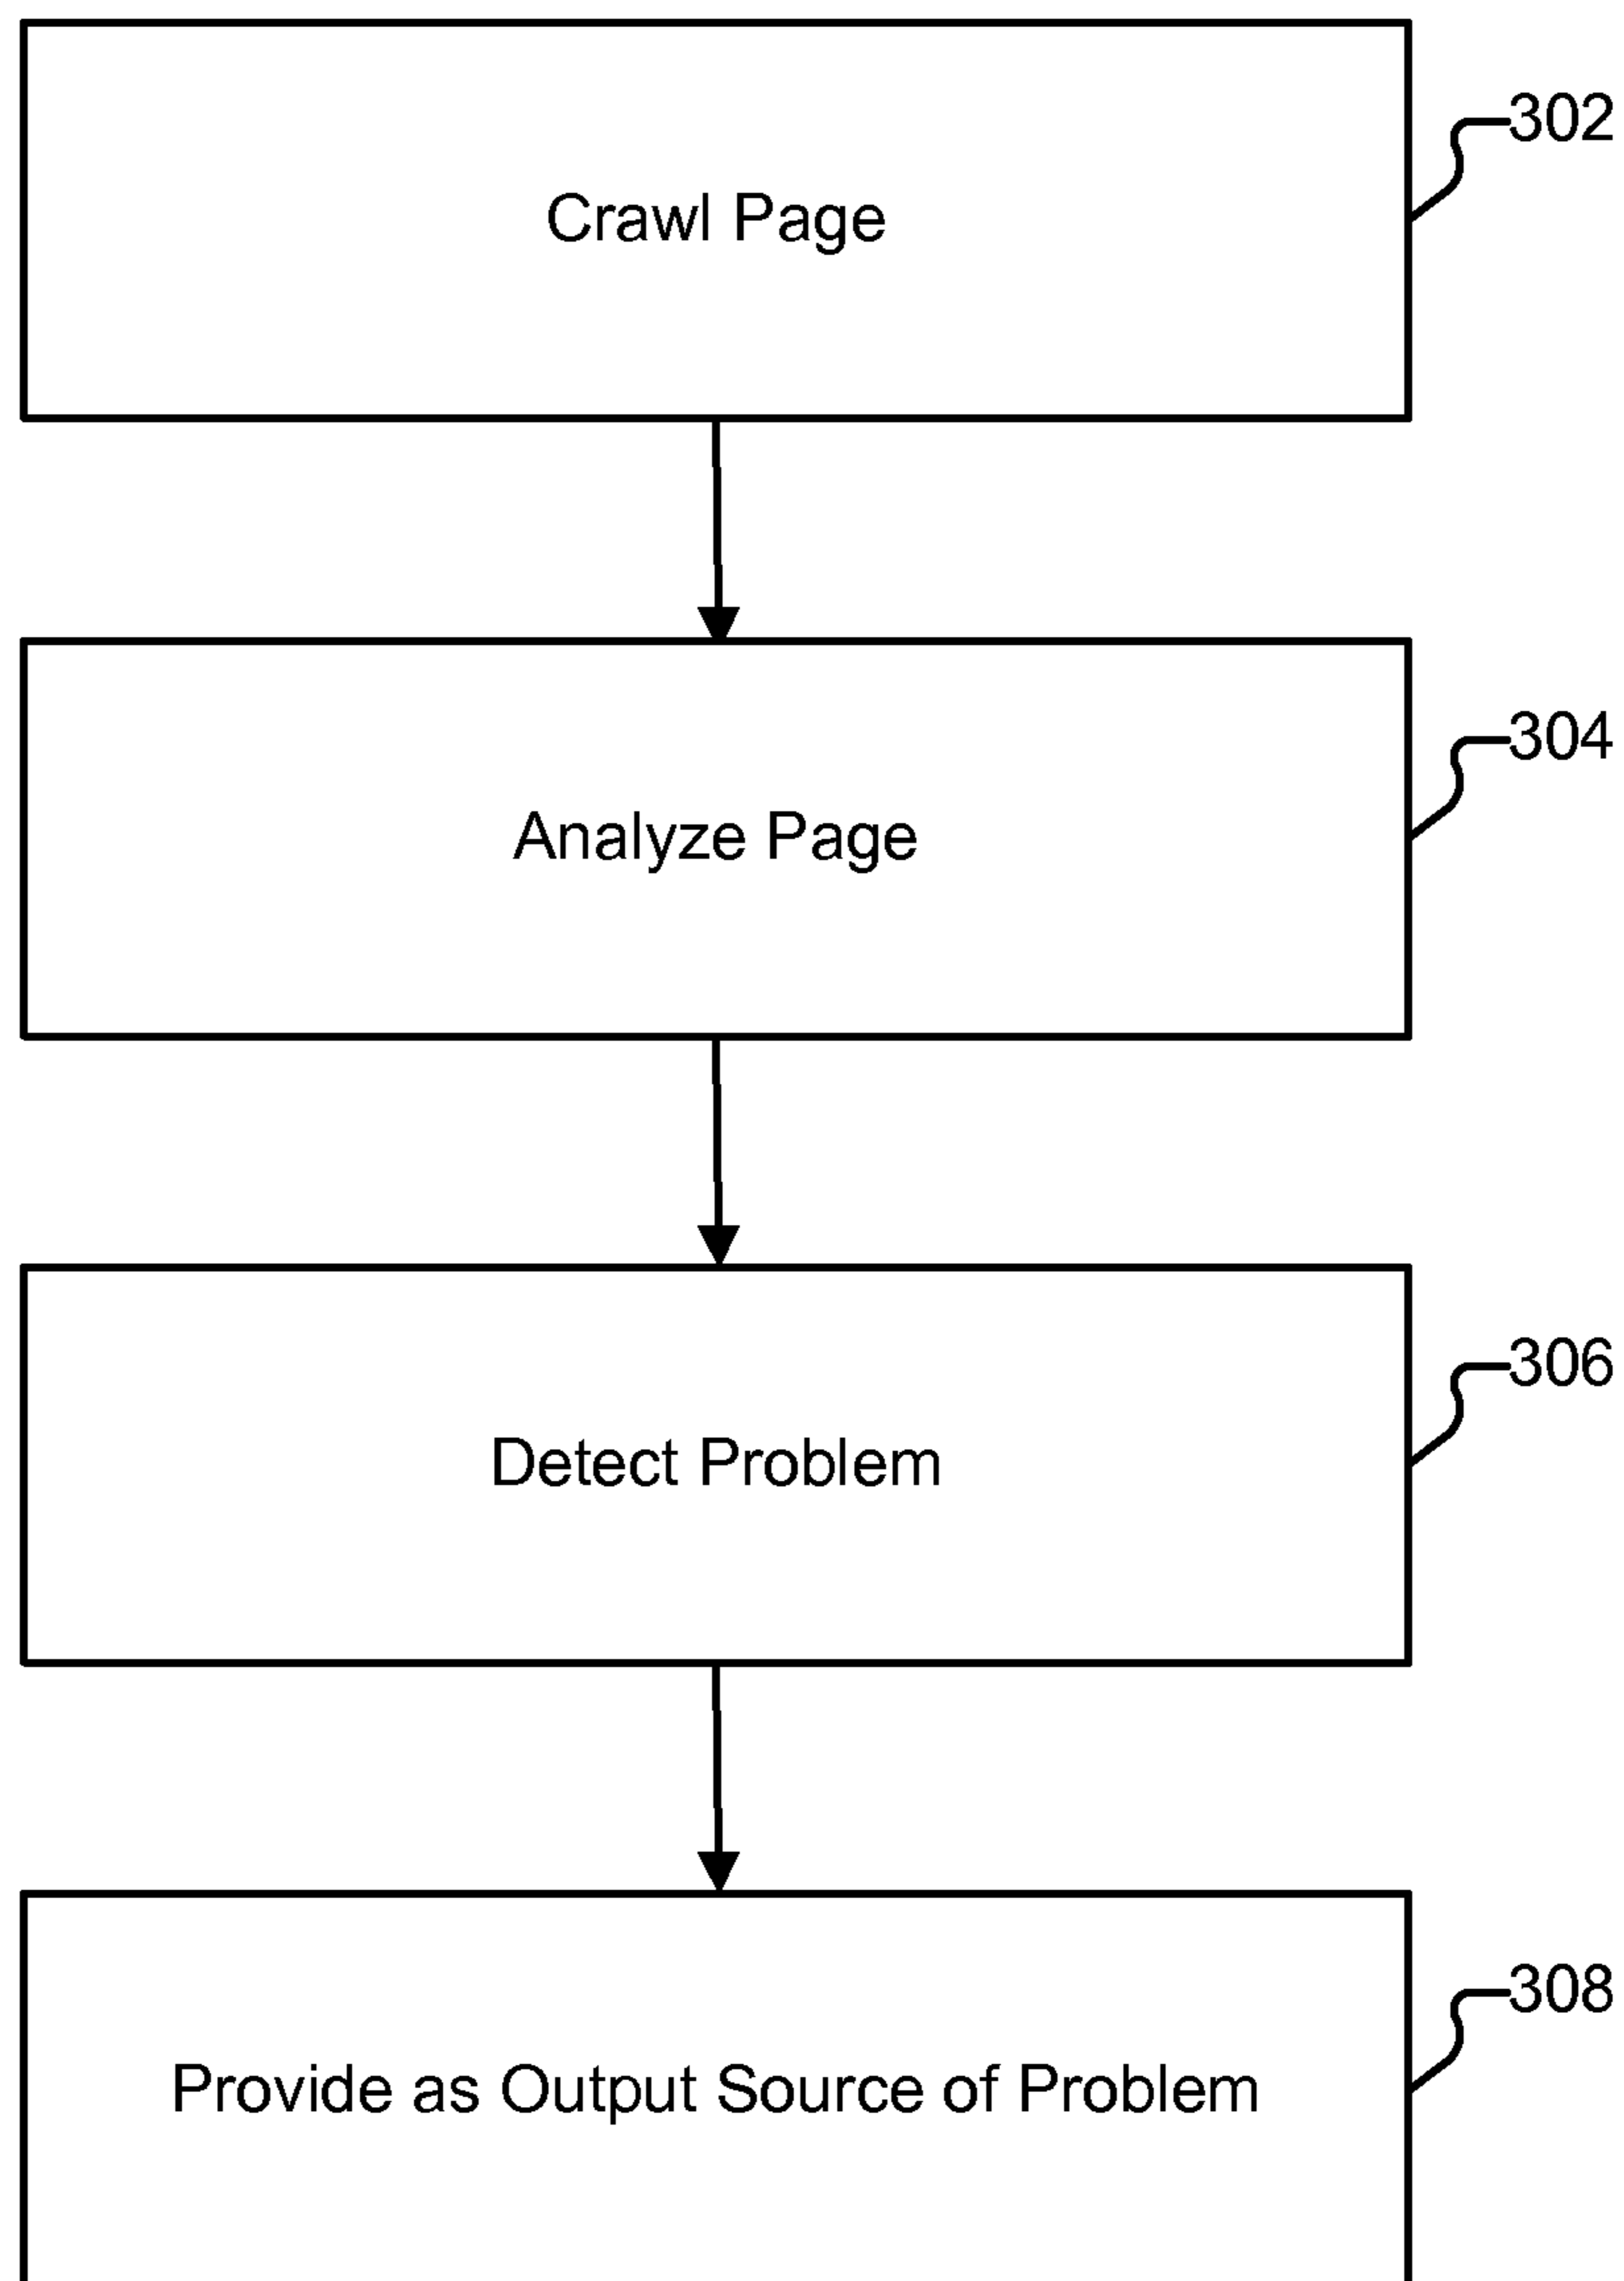 302
Crawl Page
304
Analyze Page
306
Detect Problem
308
Provide as Output Source of Problem